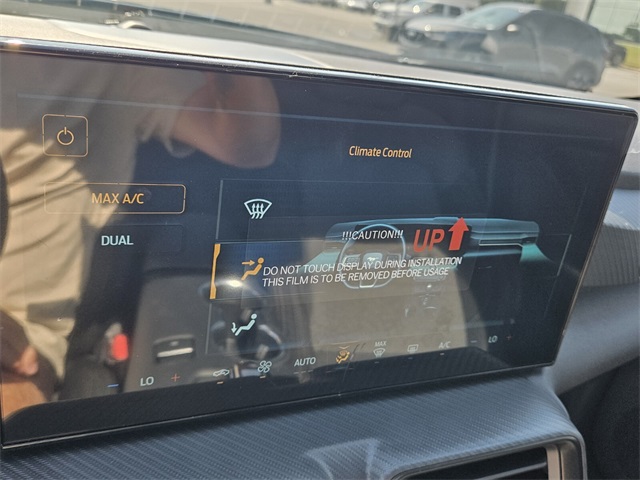 Climate Control
MAX A/C
DUAL
!!!CAUTION!!!
UP
DO NOT TOUCH DISPLAY DURING INSTALLATION
THIS FILM IS TO BE REMOVED BEFORE USAGE
- LO +
AUTO
MAX
A/C
- LO +